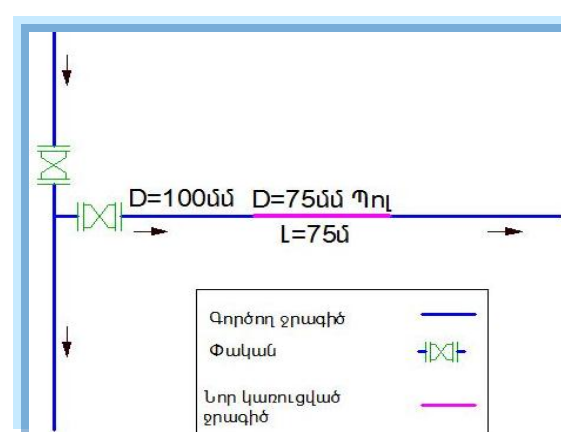 D=100մմ D=75մմ Պոլ
Լ=75մ
Գործող ջրագիծ
Փական
Նոր կառուցված
ջրագիծ